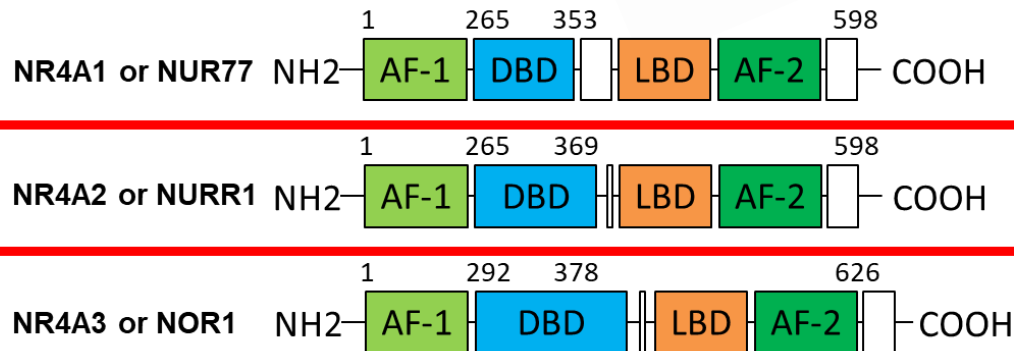 1 265 353 598
NR4A1 or NUR77 NH2 AF-1 DBD LBD AF-2 COOH
1 265 369 598
NR4A2 or NURR1 NH2 AF-1 DBD LBD AF-2 COOH
1 292 378 626
NR4A3 or NOR1 NH2 AF-1 DBD LBD AF-2 COOH